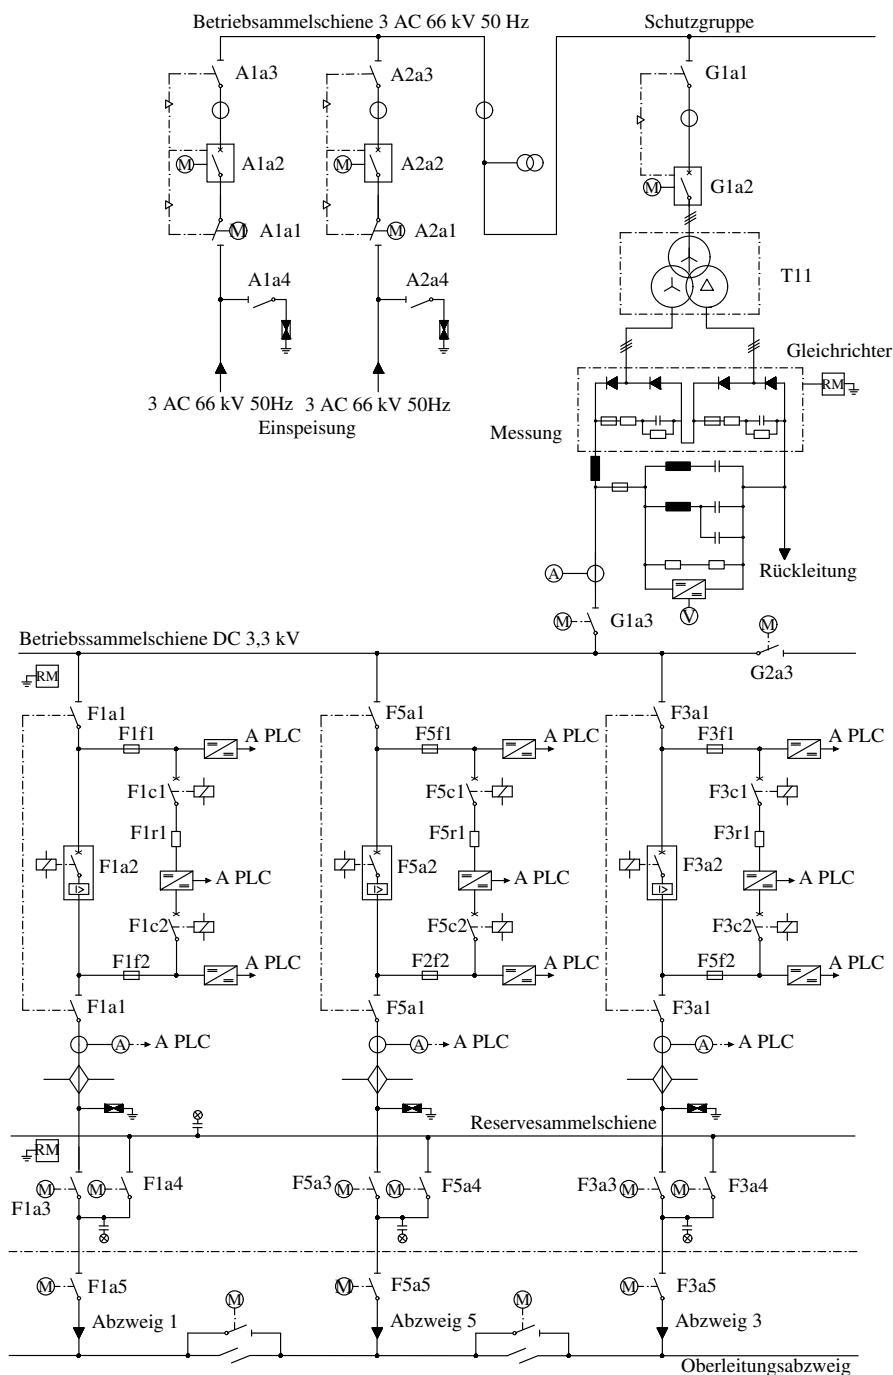 Betriebsammelschiene 3 AC 66 kV 50 Hz
Schutzgruppe
A1a3
A2a3
G1a1
M
A1a2
M
A2a2
M
G1a2
M
A1a1
M
A2a1
A1a4
A2a4
T11
Gleichrichter
RM
3 AC 66 kV 50Hz
3 AC 66 kV 50Hz
Einspeisung
Messung
Rückleitung
A
V
M
G1a3
M
Betriebssammelschiene DC 3,3 kV
G2a3
RM
F1a1
F5a1
F3a1
F1f1
A PLC
F5f1
A PLC
F3f1
A PLC
F1c1
F5c1
F3c1
F1r1
F5r1
F3r1
F1a2
F5a2
F3a2
I>
I>
I>
A PLC
A PLC
A PLC
F1c2
F5c2
F3c2
F1f2
A PLC
F2f2
A PLC
F5f2
A PLC
F1a1
F5a1
F3a1
A
A PLC
A
A PLC
A
A PLC
Reservesammelschiene
RM
M
F1a3
M
F1a4
F5a3
M
M
F5a4
F3a3
M
M
F3a4
M
F1a5
M
F5a5
M
F3a5
M
M
Abzweig 1
Abzweig 5
Abzweig 3
Oberleitungsabzweig